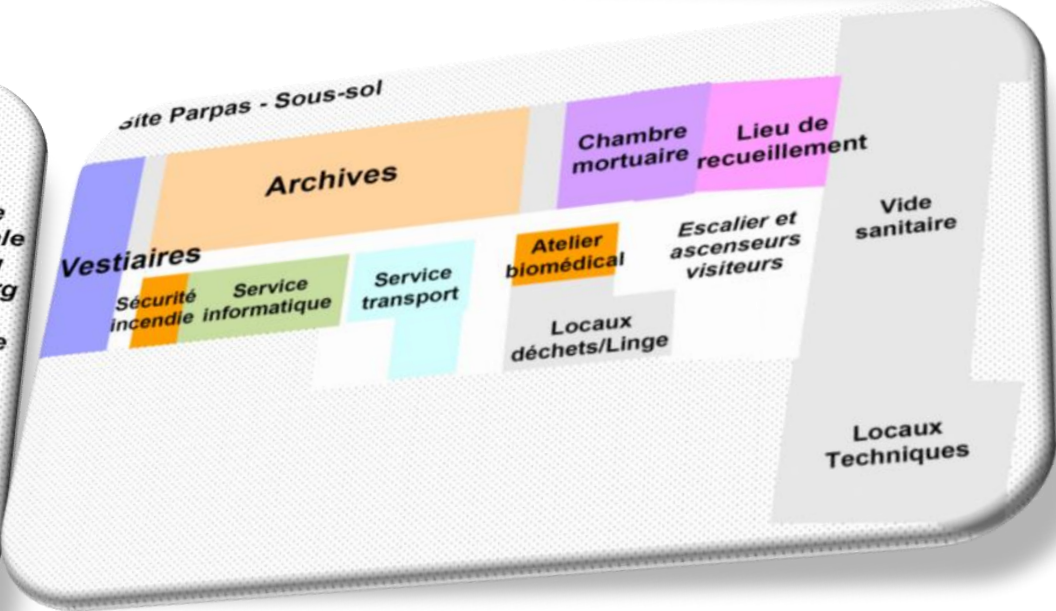 Site Parpas - Sous-sol
Archives
Chambre
mortuaire
Lieu de
recueillement
Vide
sanitaire
Vestiaires
Sécurité
incendie
Service
informatique
Service
transport
Atelier
biomédical
Escalier et
ascenseurs
visiteurs
Locaux
déchets/Linge
Locaux
Techniques